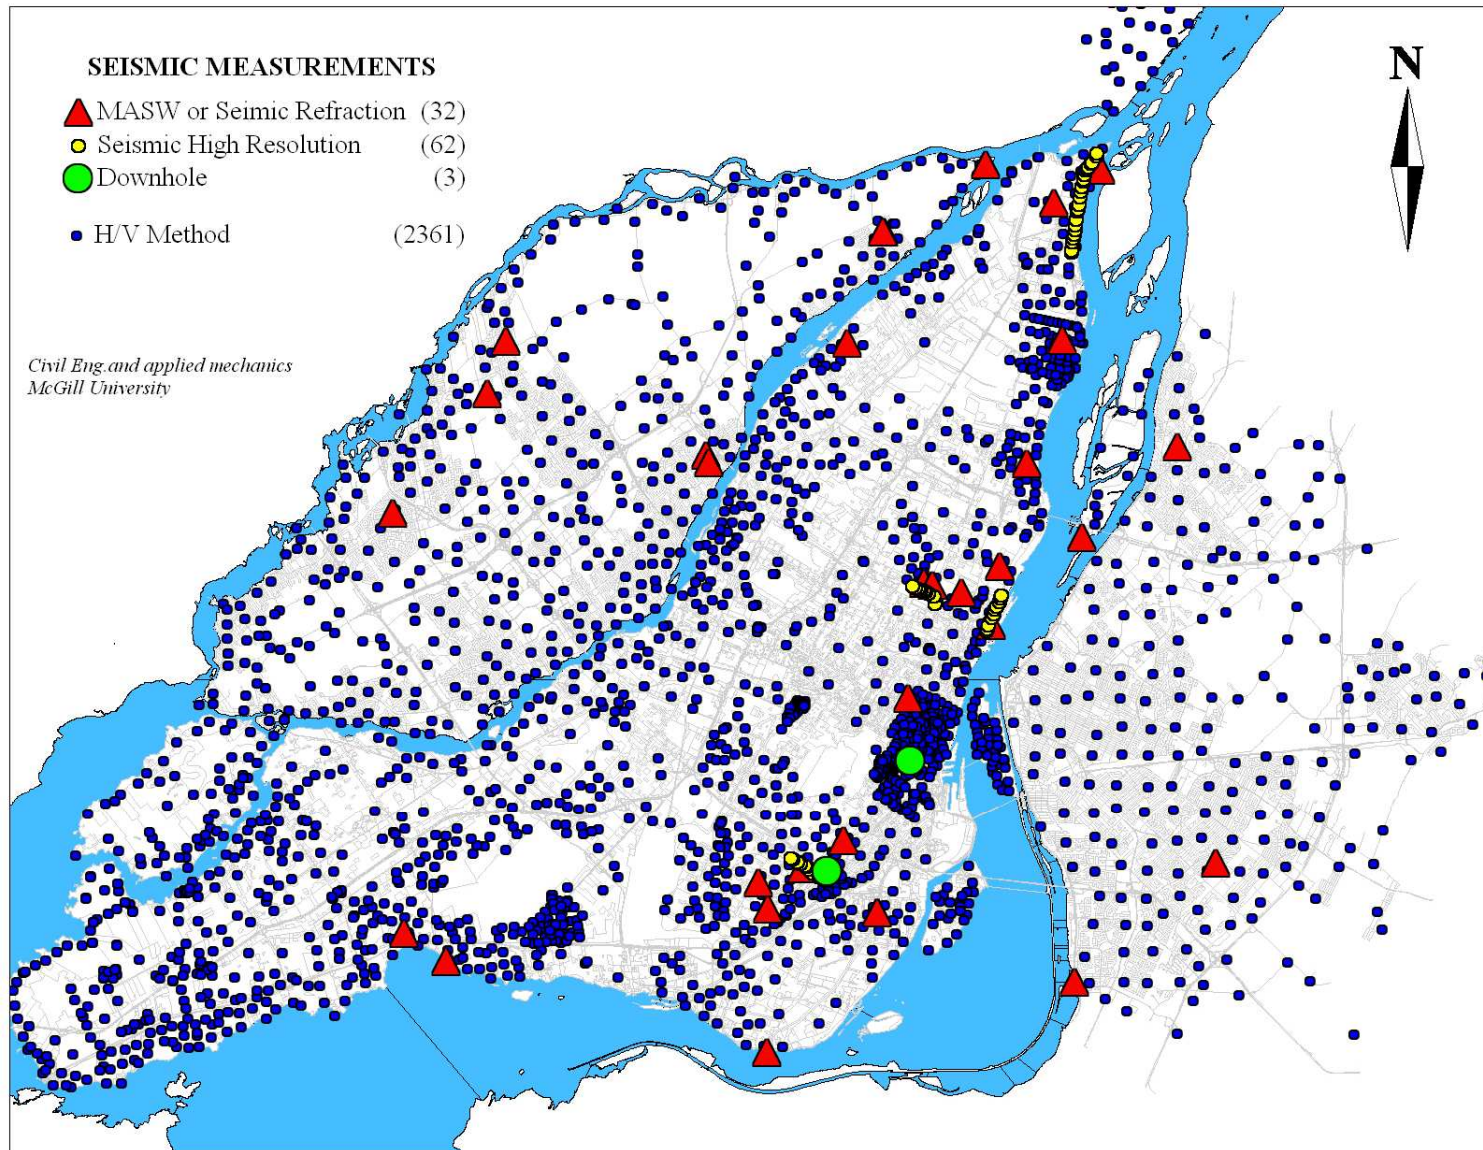 SEISMIC MEASUREMENTS
MASW or Seimic Refraction (32)
Seismic High Resolution (62)
Downhole (3)
H/V Method (2361)
N
Civil Eng.and applied mechanics
McGill University